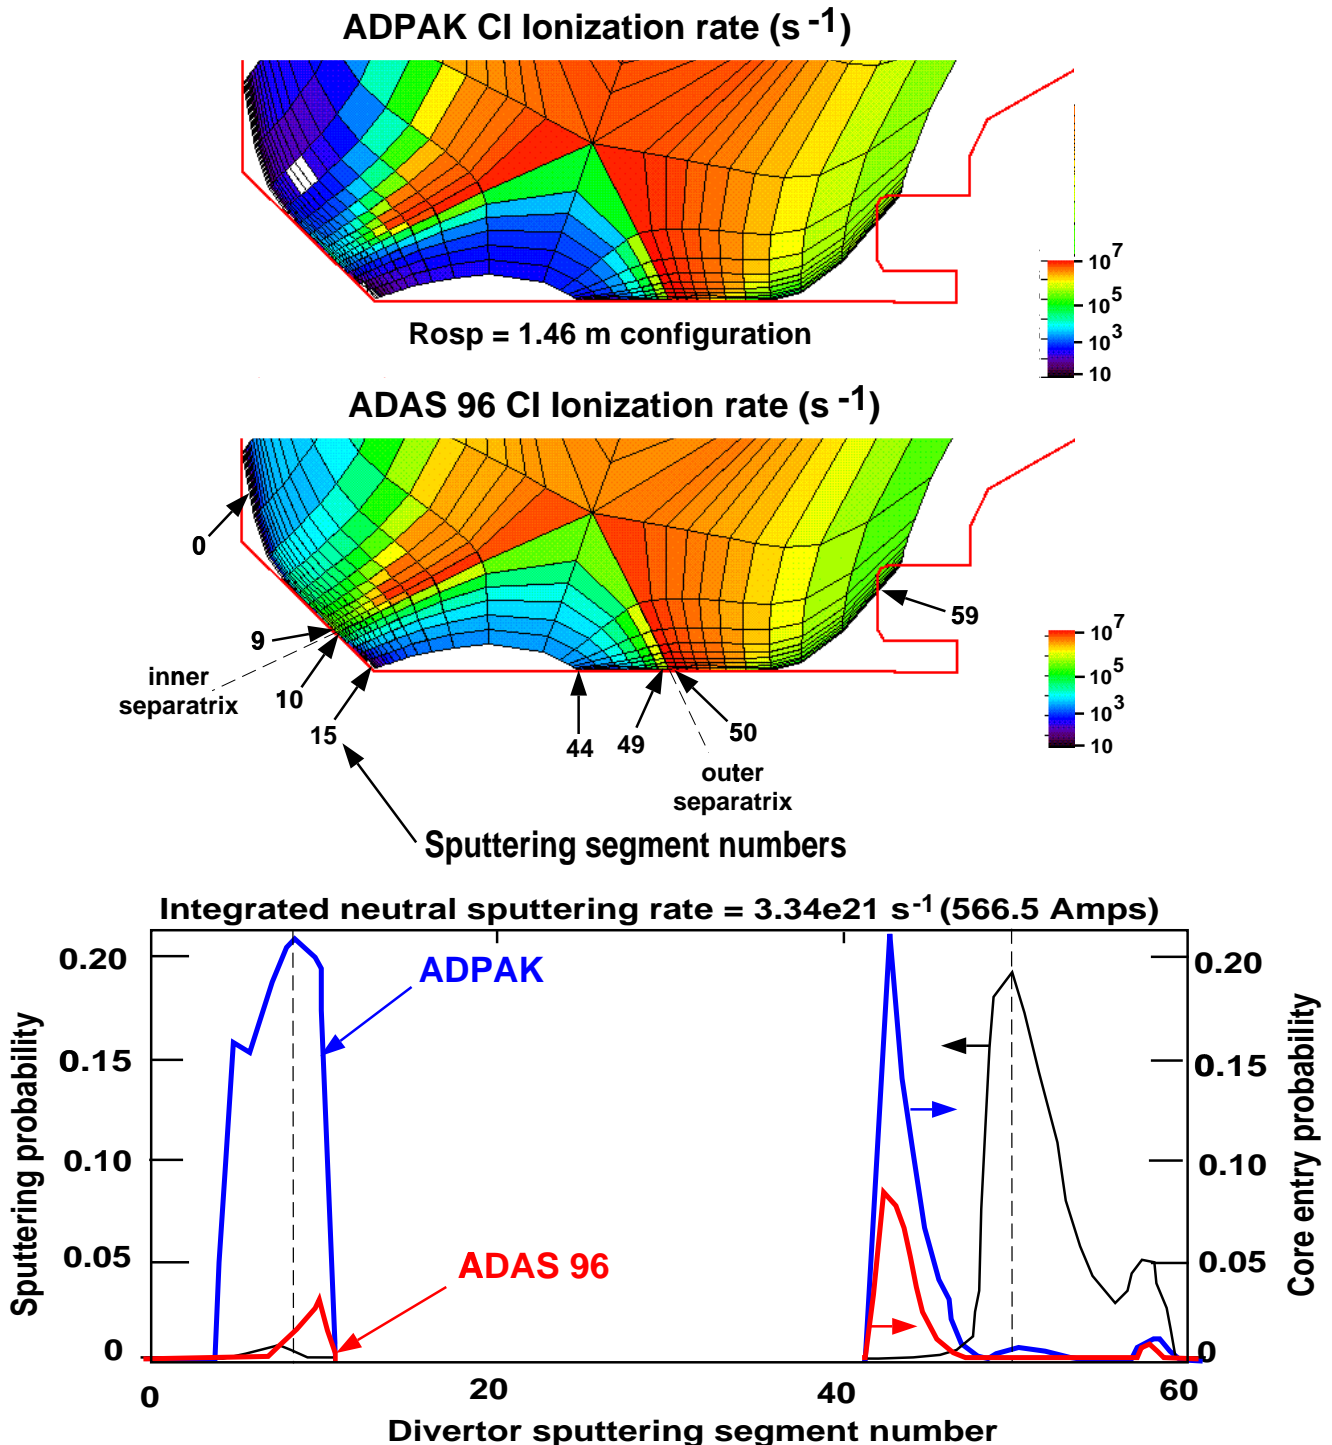 ADPAK CI Ionization rate (s -1)
10 7
10 5
10 3
10
Rosp = 1.46 m configuration
ADAS 96 CI Ionization rate (s -1)
0
9
inner
separatrix
10
15
44
49
50
outer
separatrix
59
10 7
10 5
10 3
10
Sputtering segment numbers
Integrated neutral sputtering rate = 3.34e21 s-1 (566.5 Amps)
Sputtering probability
0.20
0.15
0.10
0.05
0
ADPAK
ADAS 96
0.20
0.15
0.10
0.05
0
Core entry probability
0
20
40
60
Divertor sputtering segment number